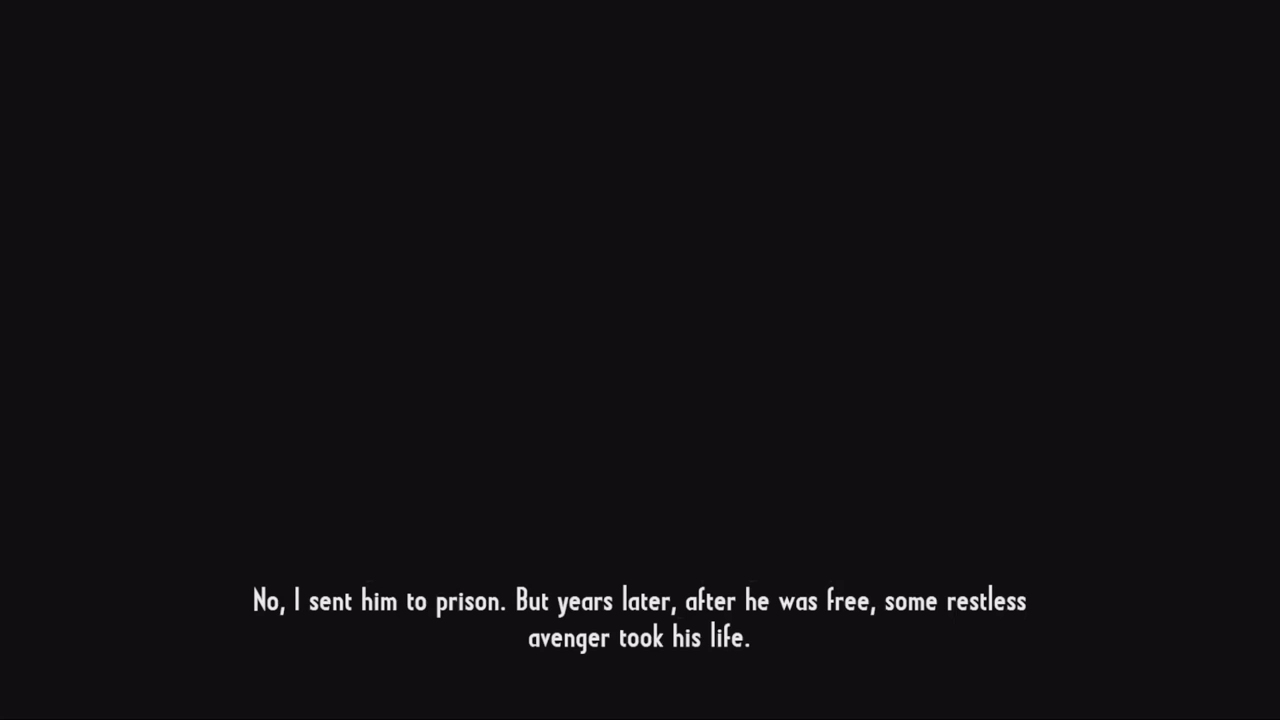 No, I sent him to prison. But years later, after he was free, some restless
avenger took his life.